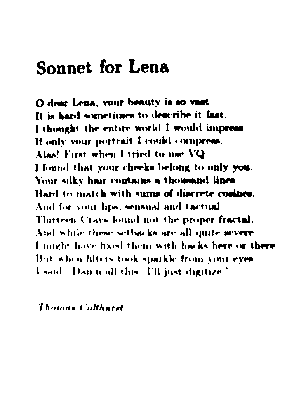 Sonnet for Lena
O dear Lena, your beauty is so vast
It is hard sometimes to describe it fast.
I thought the entire world I would impress
If only your portrait I could compress.
Alas! First when I tried to use VQ
I found that your cheeks belong to only you.
Your silky hair contains a thousand lines
Hard to match with sums of discrete cosines.
And for your lips, sensual and tactual
Thirteen Crays found not the proper fractal.
And while these setbacks are all quite severe
I might have fixed them with hacks here or there
But when filters took sparkle from your eyes
I said, "Damn all this. I'll just digitize."
Thomas Colthurst